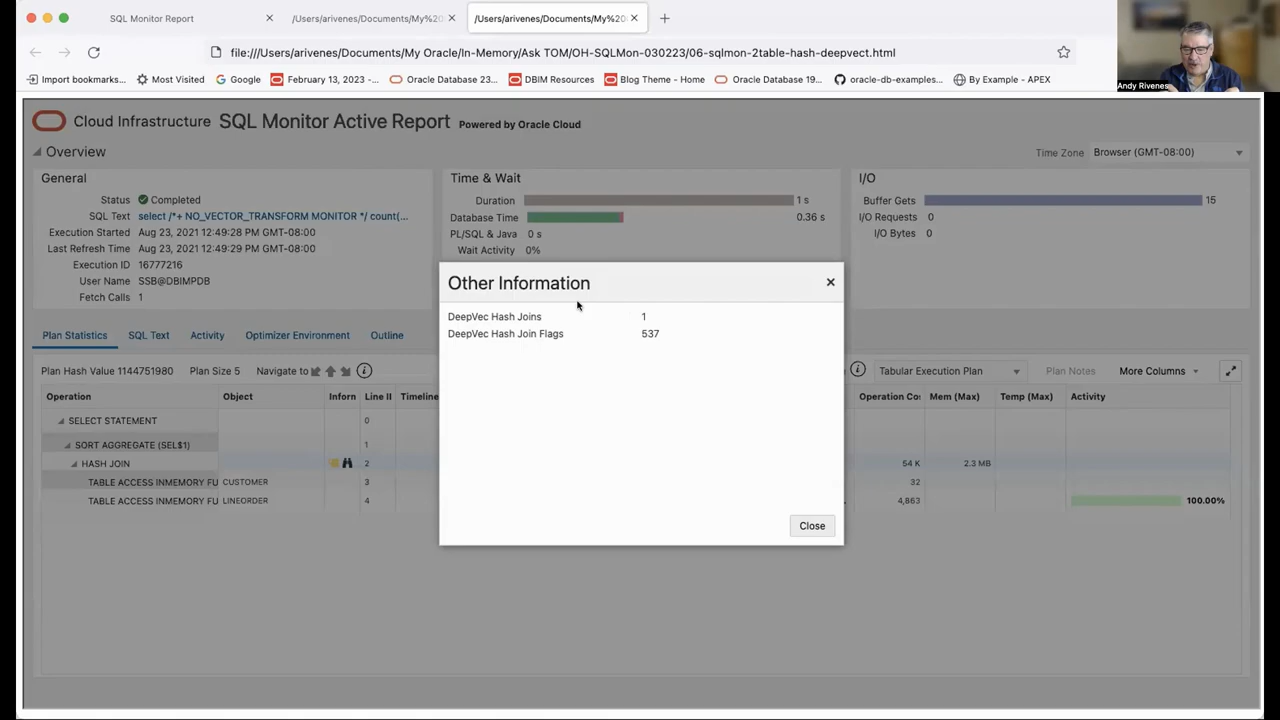 SQL Monitor Report
/Users/arivenes/Documents/My%20
/Users/arivenes/Documents/My%20
file:///Users/arivenes/Documents/My Oracle/In-Memory/Ask TOM/OH-SQLMon-030223/06-sqlmon-2table-hash-deepvect.html
Import bookmarks... Most Visited Google February 13, 2023 -... Oracle Database 23... DBIM Resources Blog Theme - Home Oracle Database 19... oracle-db-examples... By Example - APEX
Andy Rivenes
Cloud Infrastructure SQL Monitor Active Report Powered by Oracle Cloud
Overview
Time Zone Browser (GMT-08:00)
General
Status Completed
SQL Text select /*+ NO_VECTOR_TRANSFORM MONITOR */ count(...
Execution Started Aug 23, 2021 12:49:28 PM GMT-08:00
Last Refresh Time Aug 23, 2021 12:49:29 PM GMT-08:00
Execution ID 16777216
User Name SSB@DBIMPDB
Fetch Calls 1
Time & Wait
Duration 1 s
Database Time 0.36 s
PL/SQL & Java 0 s
Wait Activity 0%
I/O
Buffer Gets 15
I/O Requests 0
I/O Bytes 0
Other Information
DeepVec Hash Joins 1
DeepVec Hash Join Flags 537
Close
Plan Statistics SQL Text Activity Optimizer Environment Outline
Plan Hash Value 1144751980 Plan Size 5 Navigate to Tabular Execution Plan Plan Notes More Columns
Operation Object Inforn Line II Timeline Operation Co Mem (Max) Temp (Max) Activity
SELECT STATEMENT 0
SORT AGGREGATE (SEL$1) 1
HASH JOIN 2 54 K 2.3 MB
TABLE ACCESS INMEMORY FU CUSTOMER 3 32
TABLE ACCESS INMEMORY FU LINEORDER 4 4,863 100.00%